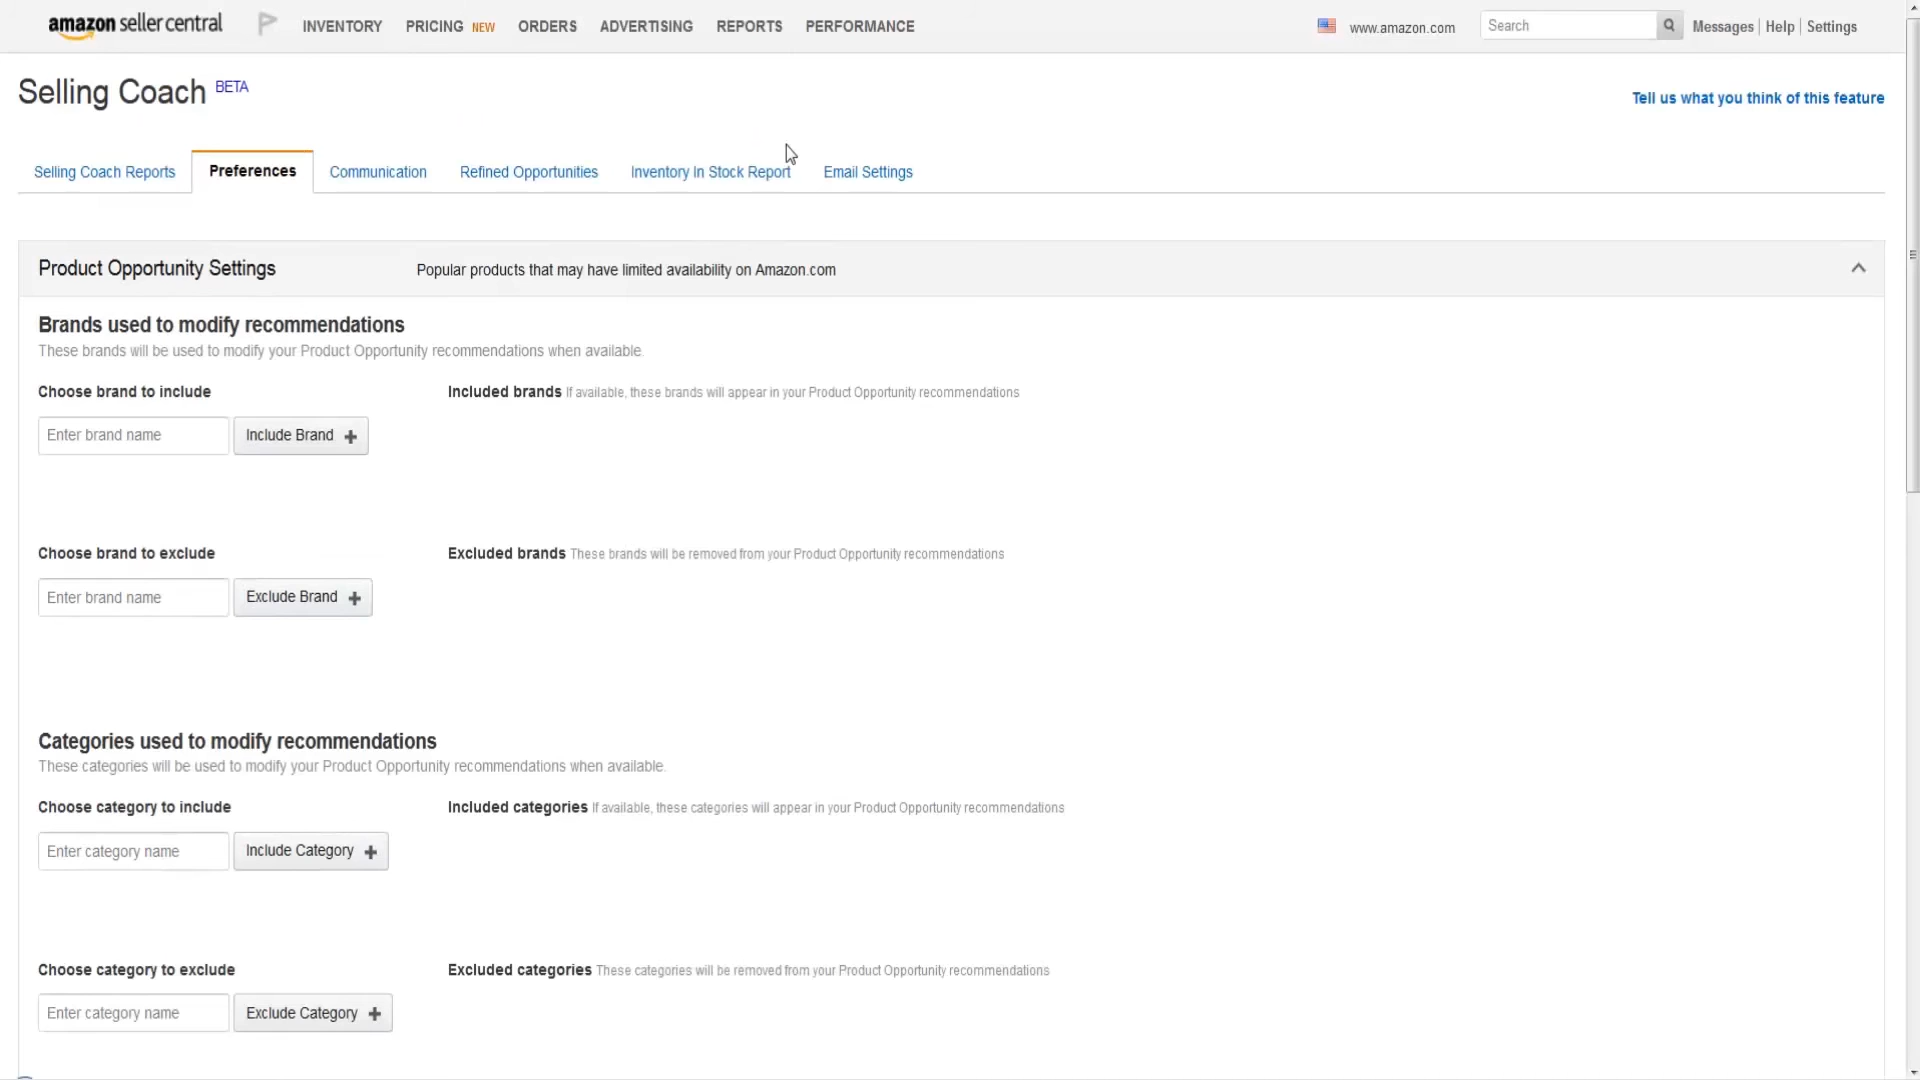 amazon seller central INVENTORY PRICING NEW ORDERS ADVERTISING REPORTS PERFORMANCE www.amazon.com Search Messages | Help | Settings
Selling Coach BETA
Tell us what you think of this feature
Selling Coach Reports Preferences Communication Refined Opportunities Inventory In Stock Report Email Settings
Product Opportunity Settings Popular products that may have limited availability on Amazon.com
Brands used to modify recommendations
These brands will be used to modify your Product Opportunity recommendations when available.
Choose brand to include Included brands If available, these brands will appear in your Product Opportunity recommendations
Enter brand name Include Brand
Choose brand to exclude Excluded brands These brands will be removed from your Product Opportunity recommendations
Enter brand name Exclude Brand
Categories used to modify recommendations
These categories will be used to modify your Product Opportunity recommendations when available.
Choose category to include Included categories If available, these categories will appear in your Product Opportunity recommendations
Enter category name Include Category
Choose category to exclude Excluded categories These categories will be removed from your Product Opportunity recommendations
Enter category name Exclude Category